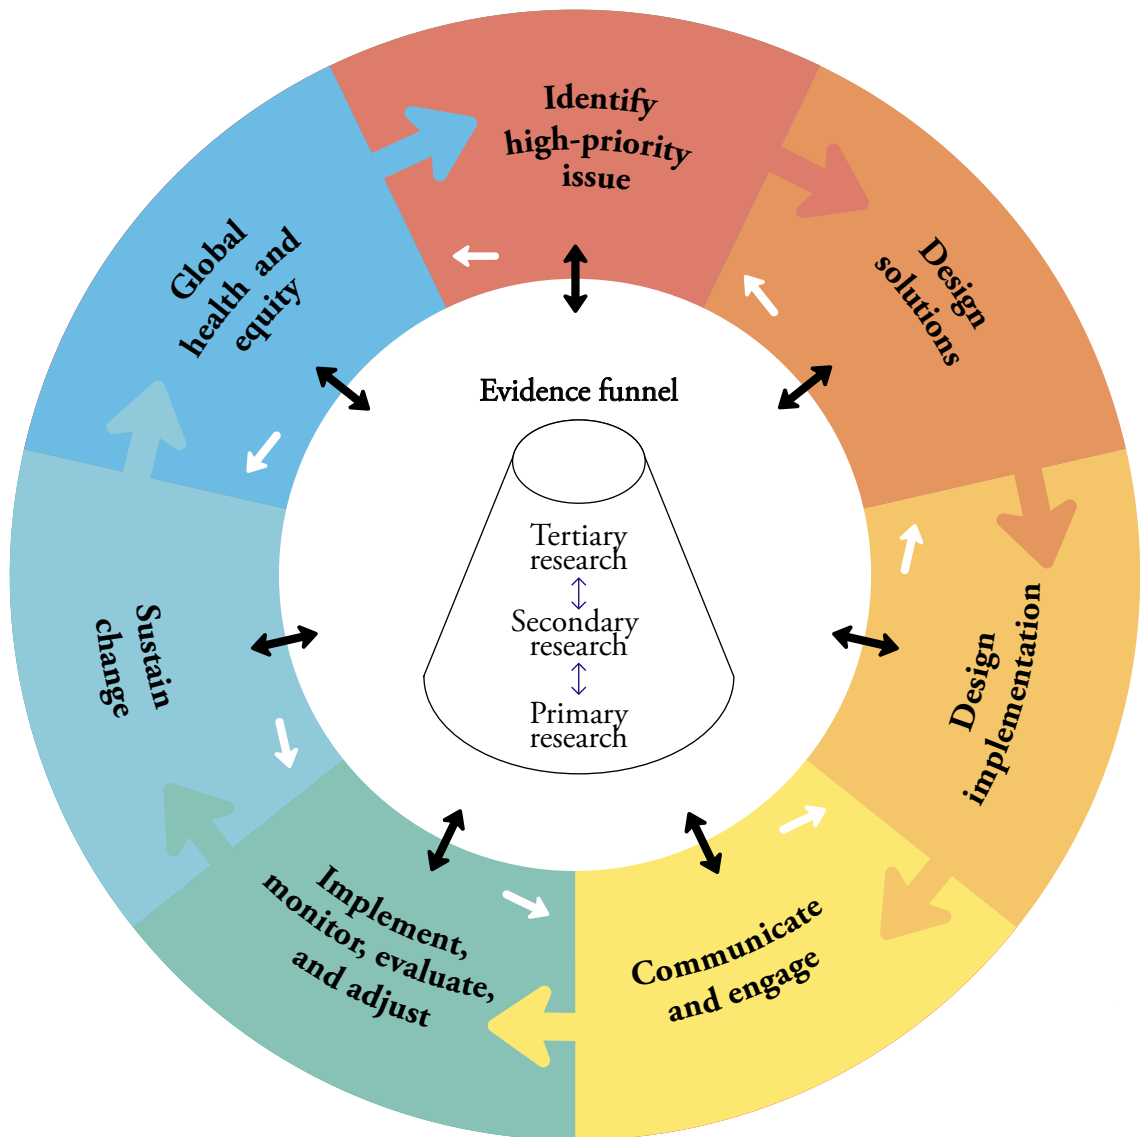 Identify
high-priority
issue
Design
solutions
Design
implementation
Communicate
and engage
Implement,
monitor, evaluate,
and adjust
Sustain
change
Global
health and
equity
Evidence funnel
Tertiary
research
Secondary
research
Primary
research